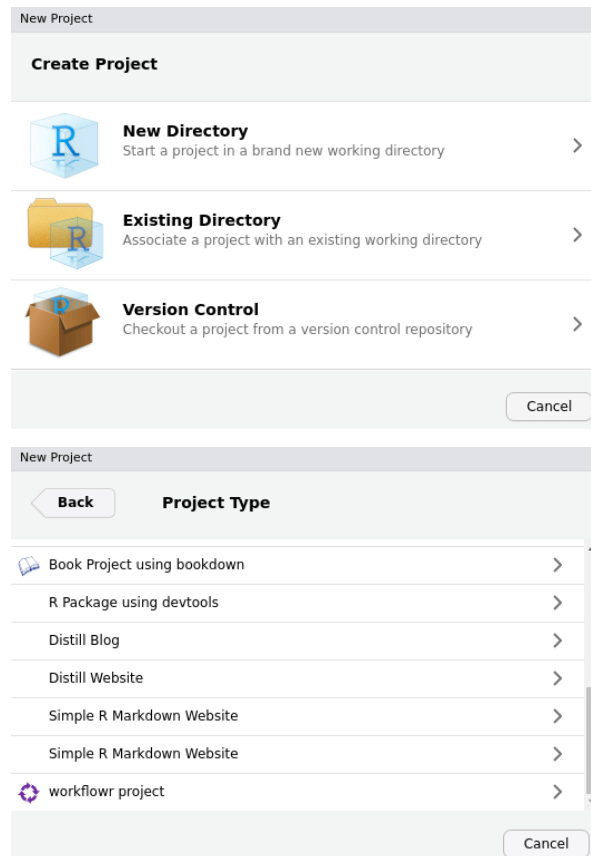 New Project
Create Project
New Directory
Start a project in a brand new working directory
Existing Directory
Associate a project with an existing working directory
Version Control
Checkout a project from a version control repository
Cancel
New Project
Back Project Type
Book Project using bookdown
R Package using devtools
Distill Blog
Distill Website
Simple R Markdown Website
Simple R Markdown Website
workflowr project
Cancel